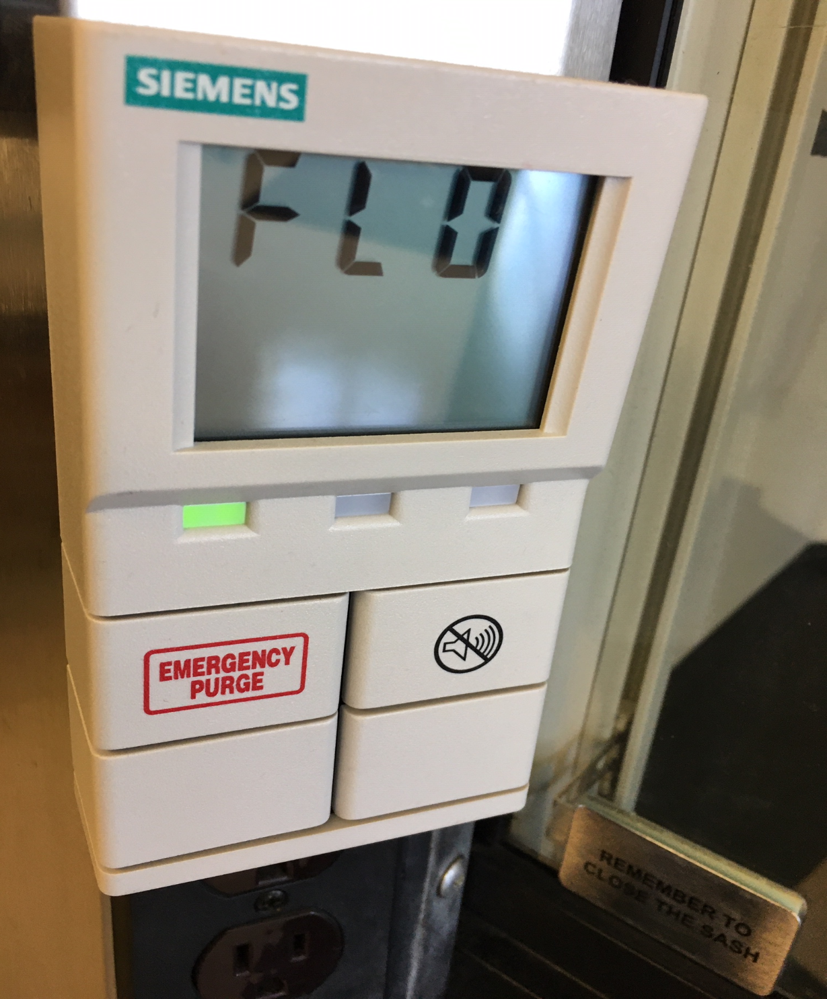 SIEMENS
FLO
EMERGENCY
PURGE
REMEMBER TO
CLOSE THE SASH